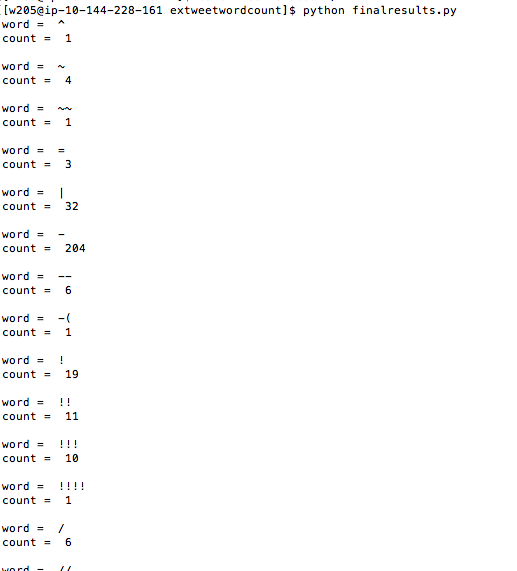 [[w205@ip-10-144-228-161 extweetwordcount]$ python finalresults.py
word =  ^
count =  1
word =  ~
count =  4
word =  ~~
count =  1
word =  =
count =  3
word =  |
count =  32
word =  -
count =  204
word =  --
count =  6
word =  -(
count =  1
word =  !
count =  19
word =  !!
count =  11
word =  !!!
count =  10
word =  !!!!
count =  1
word =  /
count =  6
word =  //